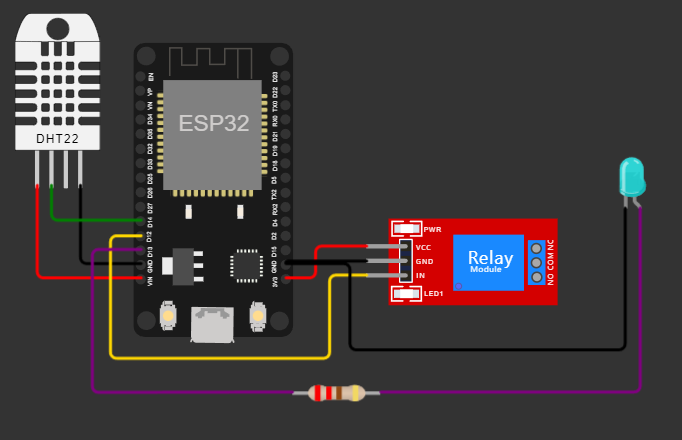 DHT22
EN
VP
VN
D34
D35
D32
D33
D25
D26
D27
D14
D12
D13
GND
VIN
ESP32
D23
D22
TX0
RX0
D21
D19
D18
D5
TX2
RX2
D4
D2
D15
GND
3V3
PWR
VCC
GND
IN
LED1
Relay
Module
NO COM NC